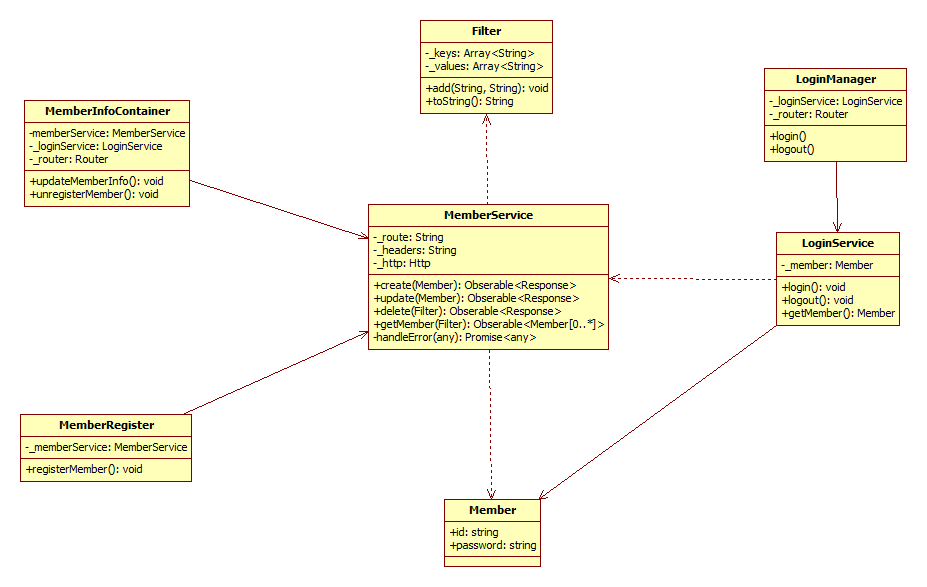 Filter
-_keys: Array<String>
-_values: Array<String>
+add(String, String): void
+toString(): String
LoginManager
-_loginService: LoginService
-_router: Router
+login()
+logout()
MemberInfoContainer
-memberService: MemberService
-_loginService: LoginService
-_router: Router
+updateMemberInfo(): void
+unregisterMember(): void
MemberService
-_route: String
-_headers: String
-_http: Http
+create(Member): Obserable<Response>
+update(Member): Obserable<Response>
+delete(Filter): Obserable<Response>
+getMember(Filter): Obserable<Member[0..*]>
-handleError(any): Promise<any>
LoginService
-_member: Member
+login(): void
+logout(): void
+getMember(): Member
MemberRegister
-_memberService: MemberService
+registerMember(): void
Member
+id: string
+password: string